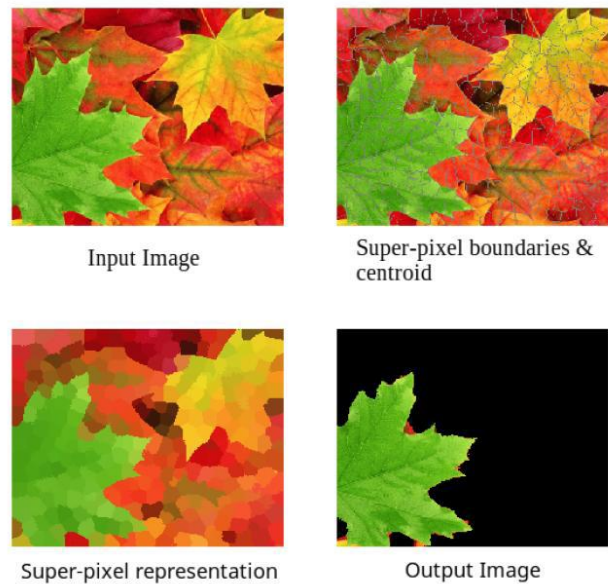 Input Image
Super-pixel boundaries &
centroid
Super-pixel representation
Output Image